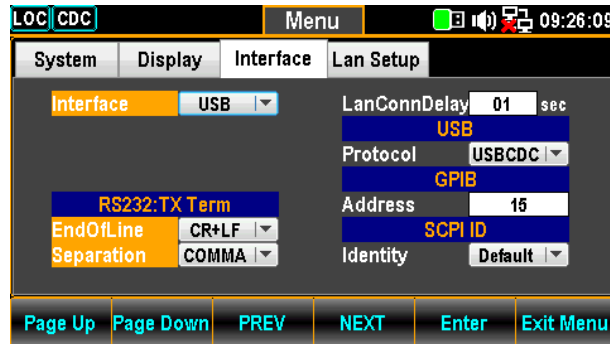 LOC CDC Menu 09:26:09
System Display Interface Lan Setup
Interface USB LanConnDelay 01 sec
USB
Protocol USBCDC
GPIB
RS232:TX Term Address 15
EndOfLine CR+LF SCPI ID
Separation COMMA Identity Default
Page Up Page Down PREV NEXT Enter Exit Menu